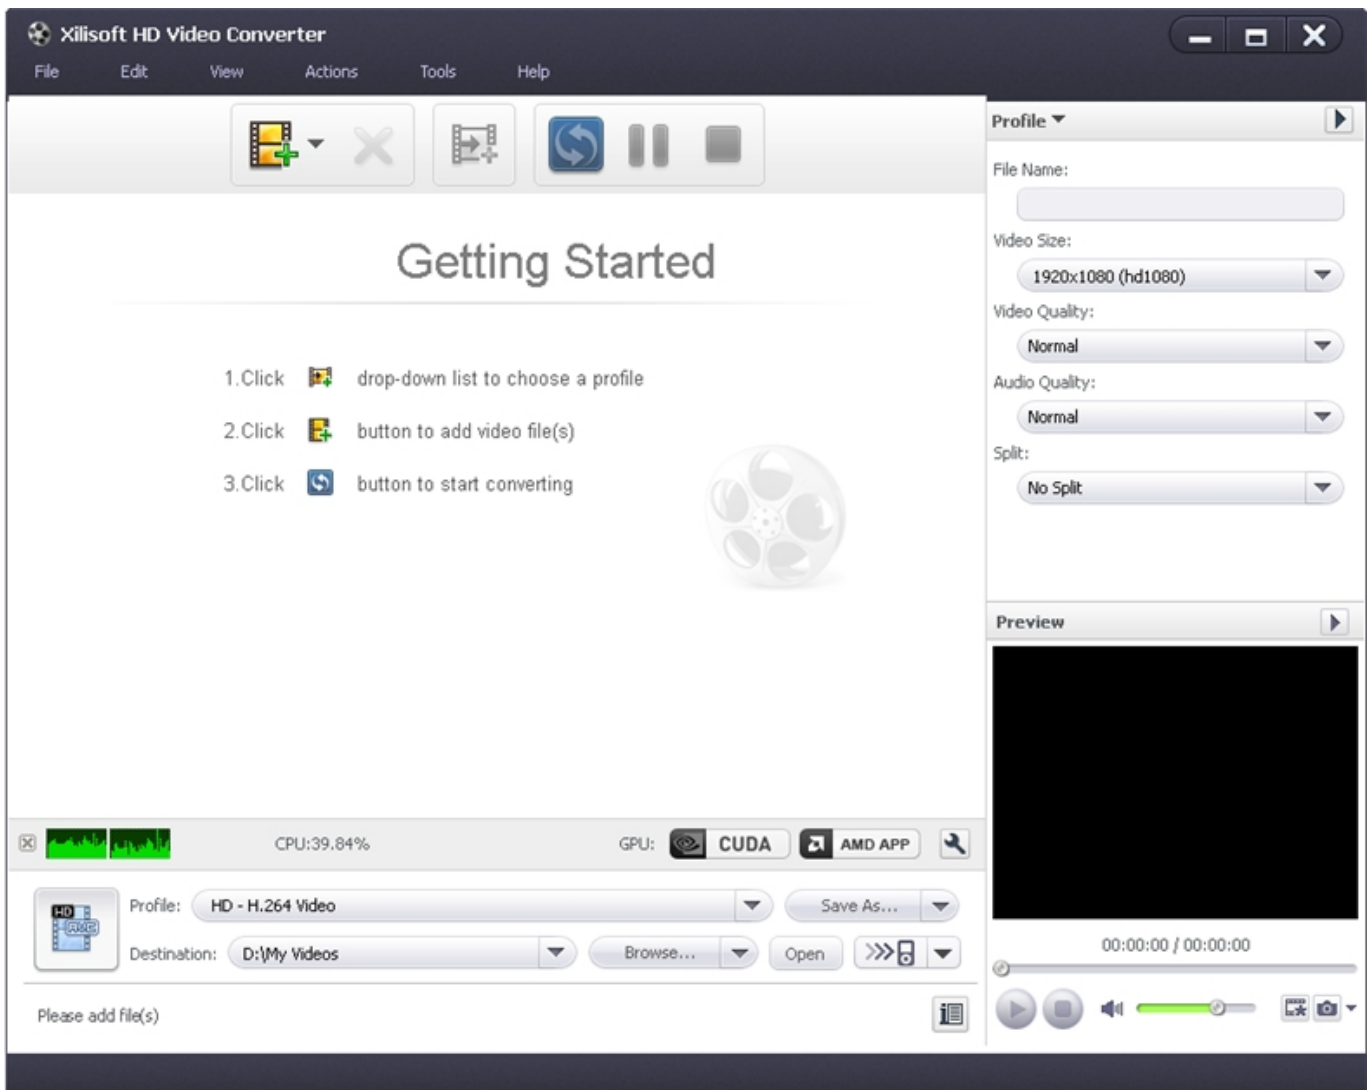 Xilisoft HD Video Converter
File Edit View Actions Tools Help
Getting Started
1.Click drop-down list to choose a profile
2.Click button to add video file(s)
3.Click button to start converting
CPU:39.84% GPU: CUDA AMD APP
HD
Profile: HD - H.264 Video Save As...
Destination: D:\My Videos Browse... Open
Please add file(s)
Profile
File Name:
Video Size:
1920x1080 (hd1080)
Video Quality:
Normal
Audio Quality:
Normal
Split:
No Split
Preview
00:00:00 / 00:00:00